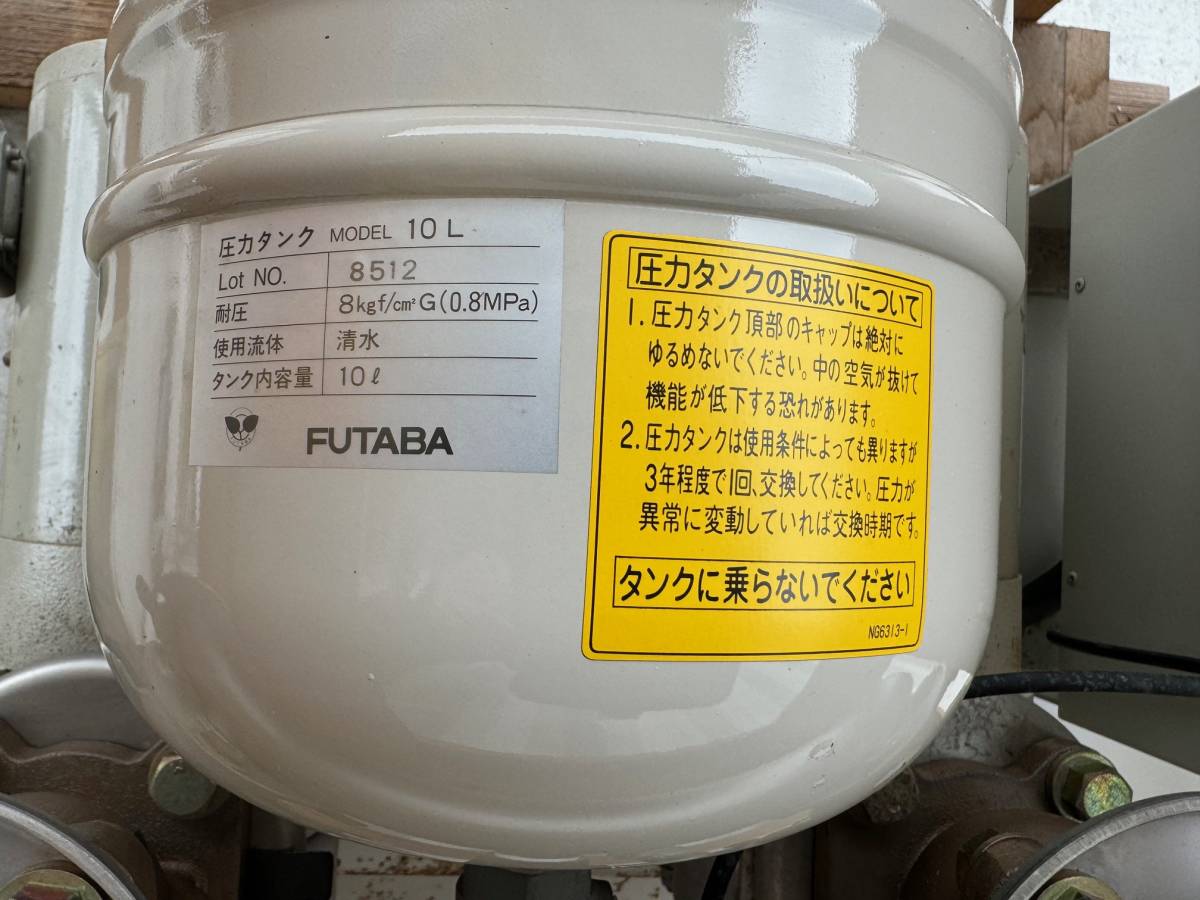 圧力タンク MODEL 10 L
Lot NO. 8512
耐圧 8kgf/cm²G(0.8MPa)
使用流体 清水
タンク内容量 10ℓ
FUTABA
圧力タンクの取扱いについて
1. 圧力タンク頂部のキャップは絶対に
ゆるめないでください。中の空気が抜けて
機能が低下する恐れがあります。
2. 圧力タンクは使用条件によっても異りますが
3年程度で1回、交換してください。圧力が
異常に変動していれば交換時期です。
タンクに乗らないでください
NG6313-1